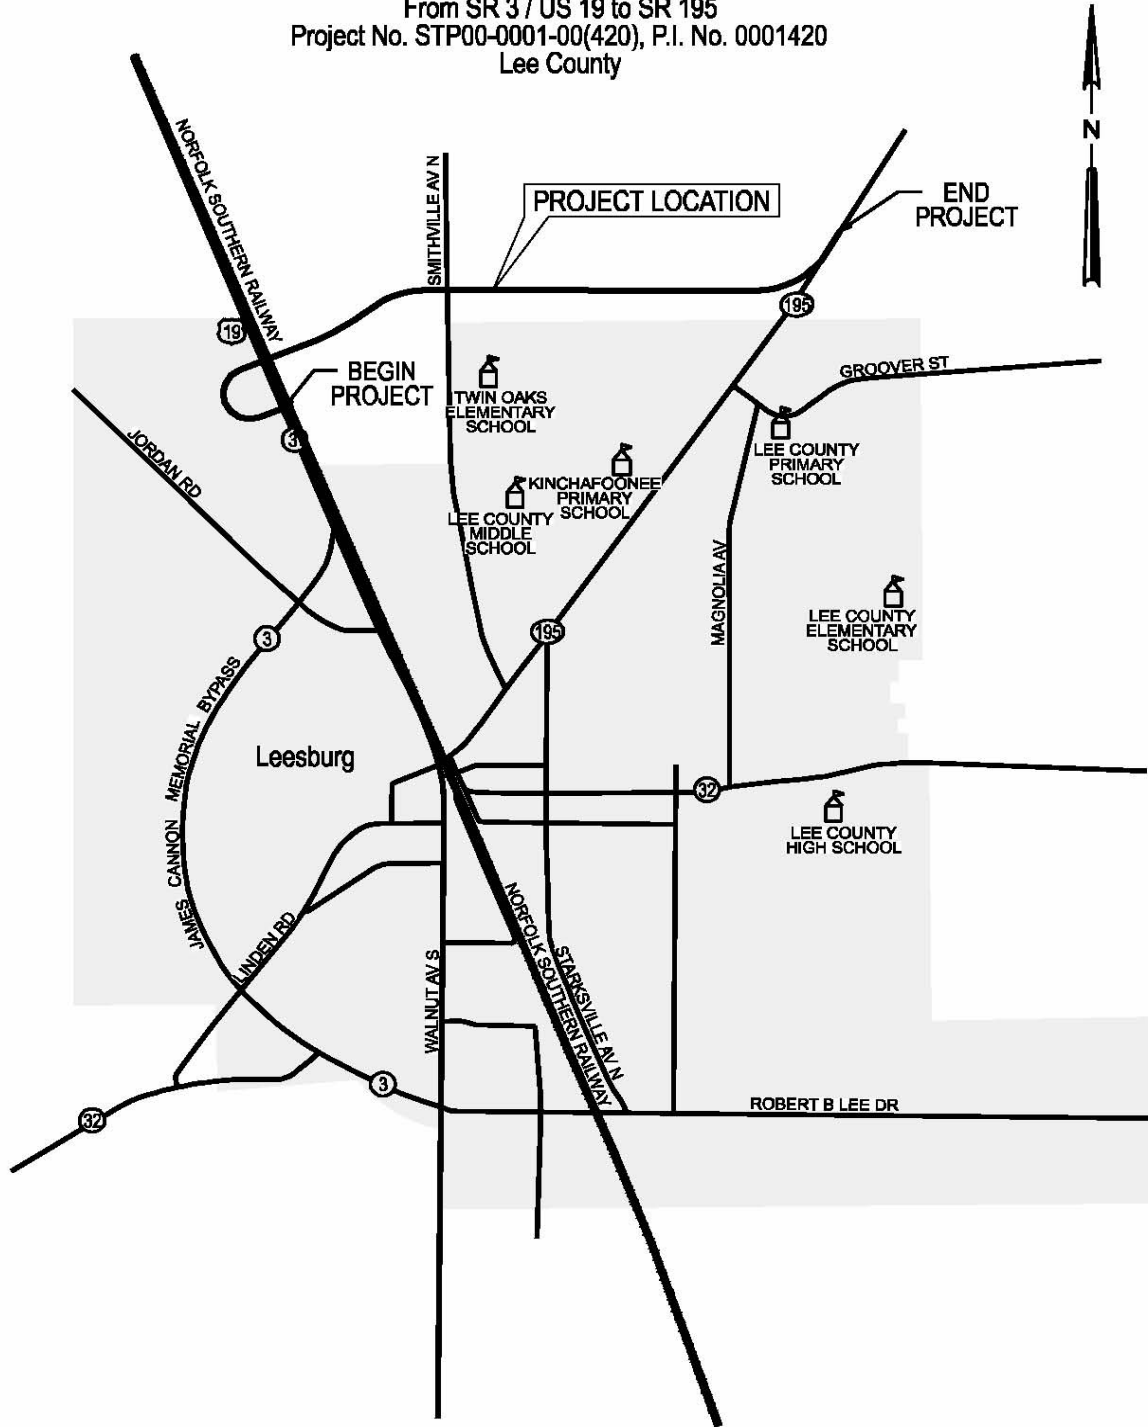 From SR 3 / US 19 to SR 195
Project No. STP00-0001-00(420), P.I. No. 0001420
Lee County
N
NORFOLK SOUTHERN RAILWAY
SMITHVILLE AV N
PROJECT LOCATION
END
PROJECT
195
19
BEGIN
PROJECT
3
JORDAN RD
TWIN OAKS
ELEMENTARY
SCHOOL
GROOVER ST
LEE COUNTY
PRIMARY
SCHOOL
KINCHAFOONEE
PRIMARY
SCHOOL
LEE COUNTY
MIDDLE
SCHOOL
MAGNOLIA AV
LEE COUNTY
ELEMENTARY
SCHOOL
195
3
JAMES CANNON MEMORIAL BYPASS
Leesburg
32
LEE COUNTY
HIGH SCHOOL
LINDEN RD
WALNUT AV S
NORFOLK SOUTHERN RAILWAY
STARKSVILLE AV N
3
32
ROBERT B LEE DR